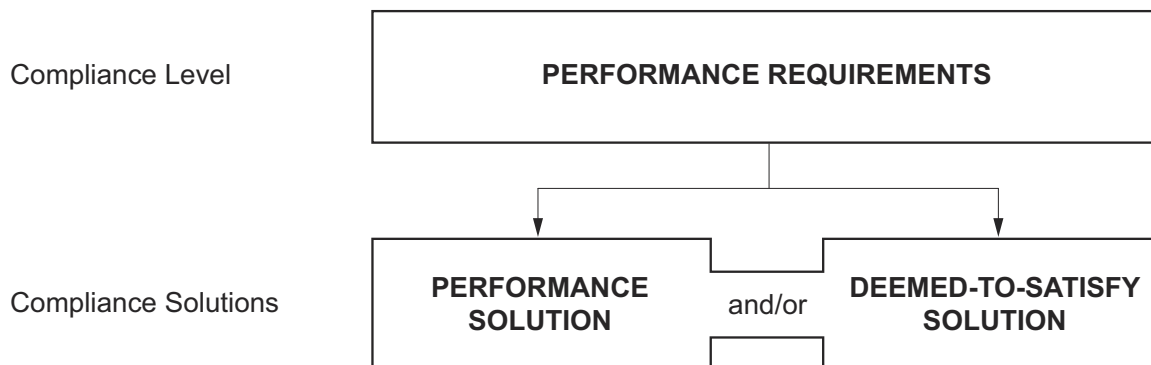 Compliance Level
PERFORMANCE REQUIREMENTS
Compliance Solutions
PERFORMANCE
SOLUTION
and/or
DEEMED-TO-SATISFY
SOLUTION